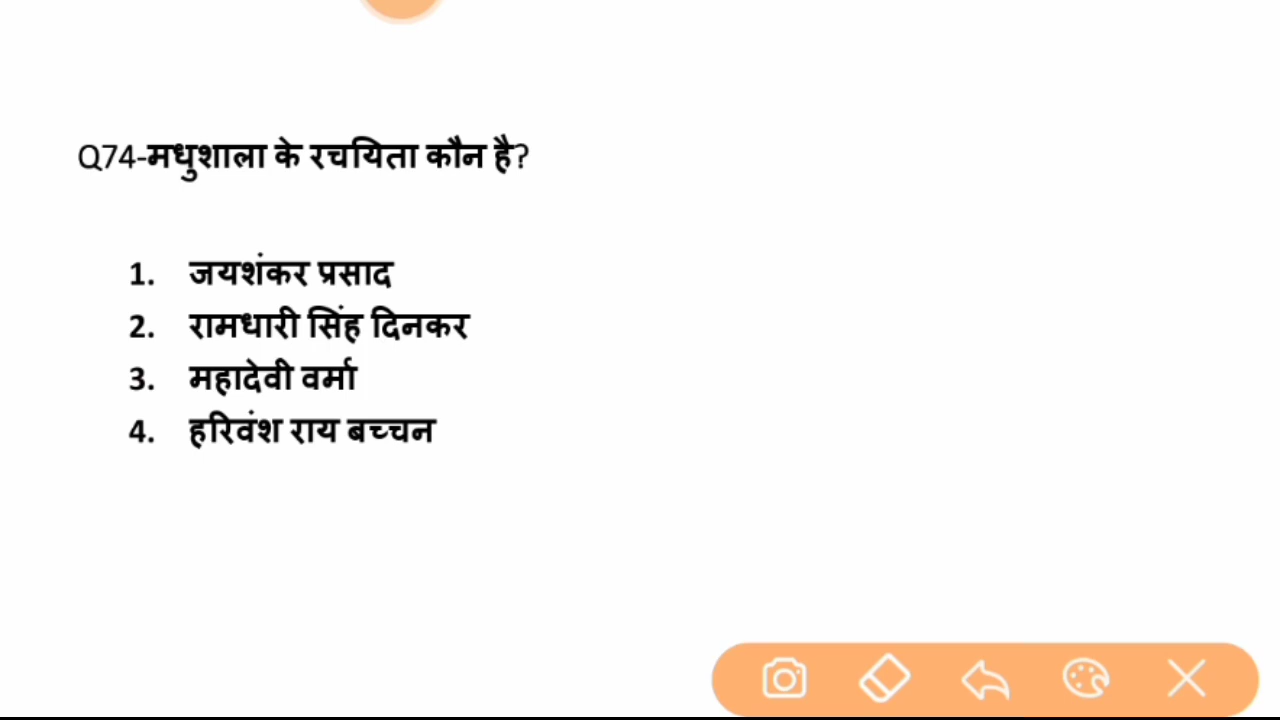 Q74-मधुशाला के रचयिता कौन है?
1. जयशंकर प्रसाद
2. रामधारी सिंह दिनकर
3. महादेवी वर्मा
4. हरिवंश राय बच्चन